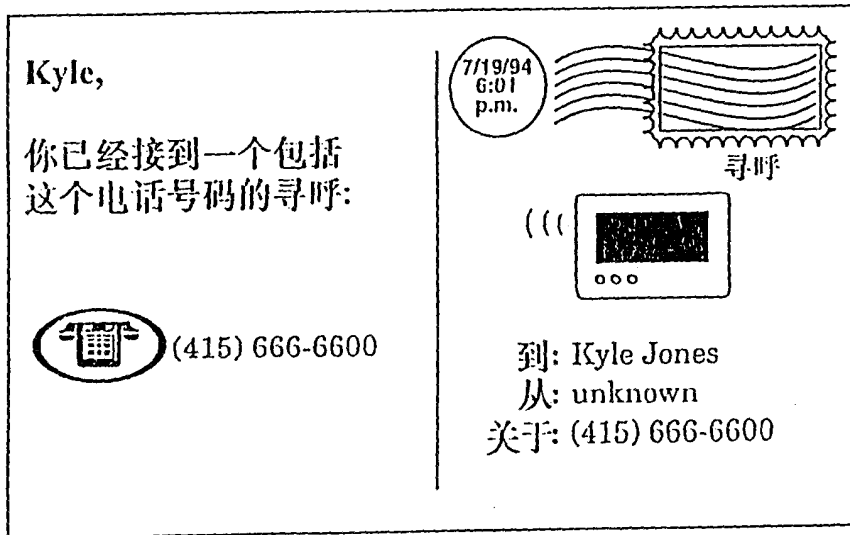 Kyle,
你已经接到一个包括
这个电话号码的寻呼:
(415) 666-6600
7/19/94
6:01
p.m.
寻呼
到: Kyle Jones
从: unknown
关于: (415) 666-6600